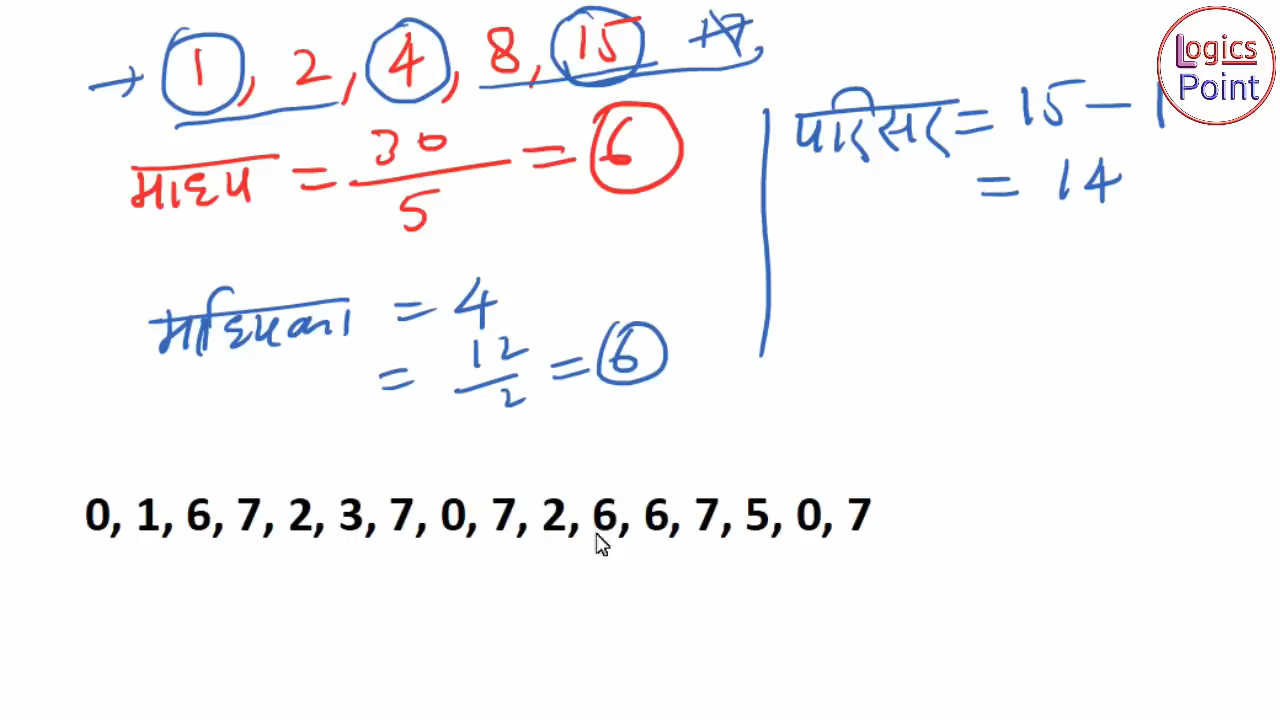 → 1, 2, 4, 8, 15, 17
Logics
Point
माध्य = 30/5 = 6
परिसर = 15 - 1
= 14
माध्यिका = 4
= 12/2 = 6
0, 1, 6, 7, 2, 3, 7, 0, 7, 2, 6, 6, 7, 5, 0, 7